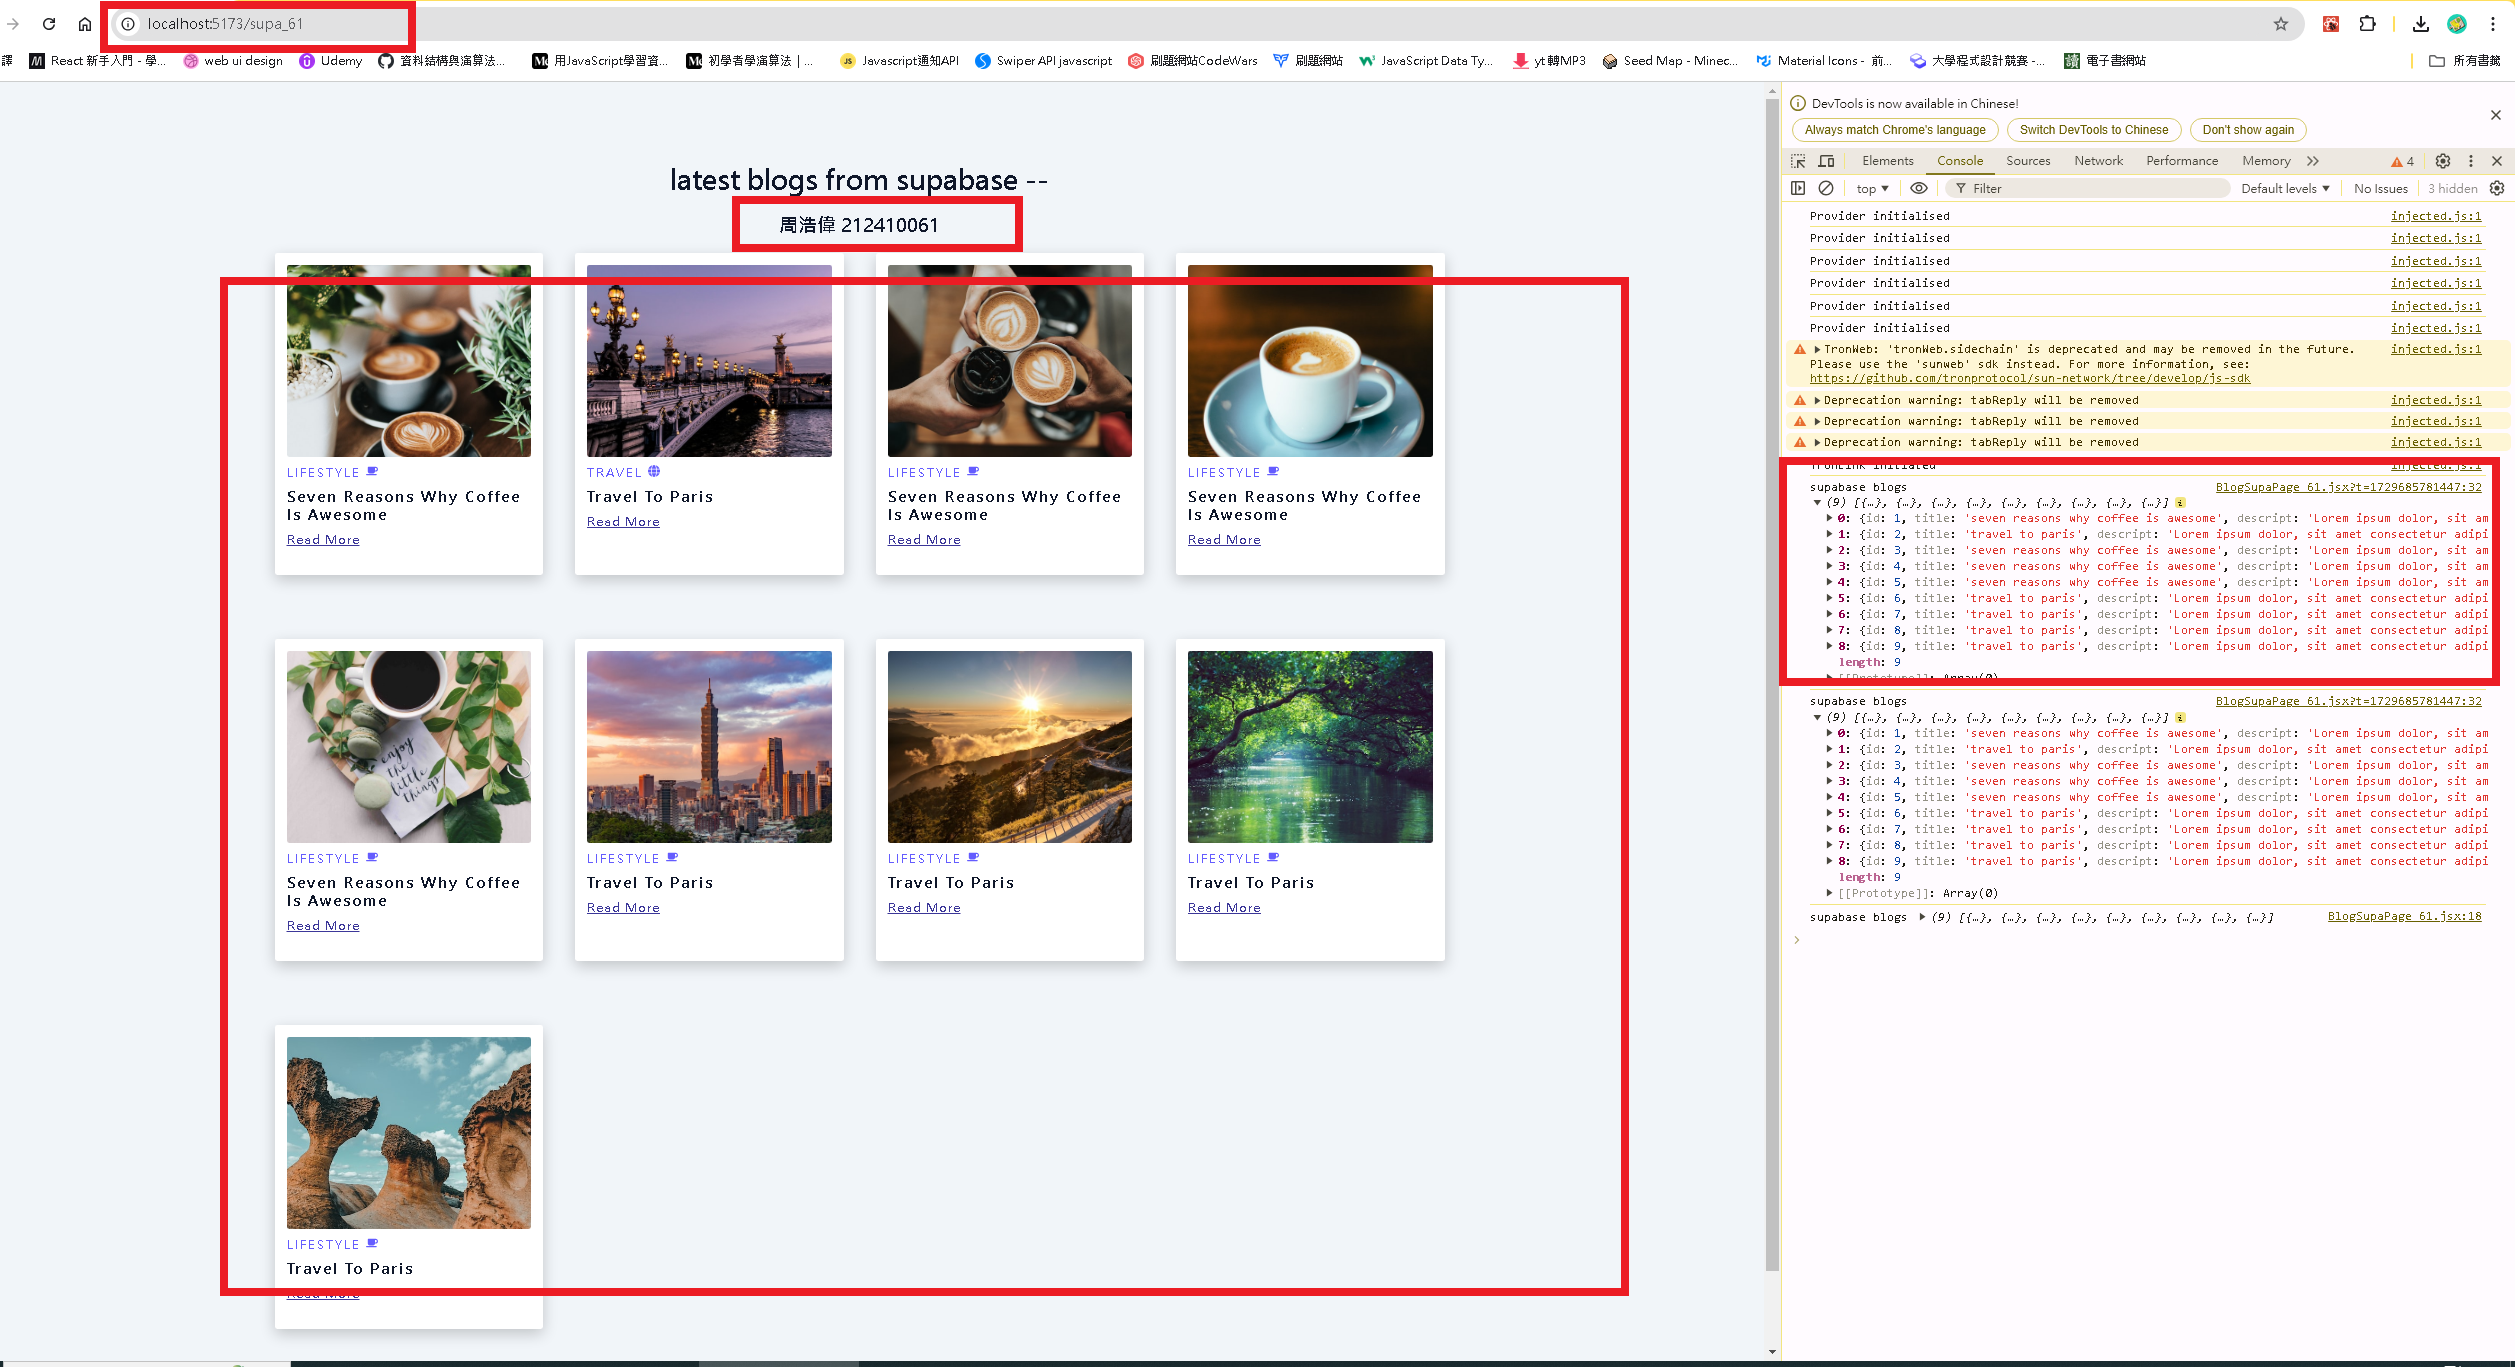 localhost:5173/supa_61
譯 React 新手入門 - 學... web ui design Udemy 資料結構與演算法... 用JavaScript學習資... 初學者學演算法 | ... Javascript通知API Swiper API javascript 刷題網站CodeWars 刷題網站 JavaScript Data Ty... yt 轉MP3 Seed Map - Minec... Material Icons - 前... 大學程式設計競賽 -... 電子書網站 所有書籤
latest blogs from supabase --
周浩偉 212410061
LIFESTYLE
Seven Reasons Why Coffee
Is Awesome
Read More
TRAVEL
Travel To Paris
Read More
LIFESTYLE
Seven Reasons Why Coffee
Is Awesome
Read More
LIFESTYLE
Seven Reasons Why Coffee
Is Awesome
Read More
enjoy
the
little
things
LIFESTYLE
Seven Reasons Why Coffee
Is Awesome
Read More
LIFESTYLE
Travel To Paris
Read More
LIFESTYLE
Travel To Paris
Read More
LIFESTYLE
Travel To Paris
Read More
LIFESTYLE
Travel To Paris
Read More
DevTools is now available in Chinese!
Always match Chrome's language Switch DevTools to Chinese Don't show again
Elements Console Sources Network Performance Memory 4
top Filter Default levels No Issues 3 hidden
Provider initialised injected.js:1
Provider initialised injected.js:1
Provider initialised injected.js:1
Provider initialised injected.js:1
Provider initialised injected.js:1
Provider initialised injected.js:1
TronWeb: 'tronWeb.sidechain' is deprecated and may be removed in the future. injected.js:1
Please use the 'sunweb' sdk instead. For more information, see:
https://github.com/tronprotocol/sun-network/tree/develop/js-sdk
Deprecation warning: tabReply will be removed injected.js:1
Deprecation warning: tabReply will be removed injected.js:1
Deprecation warning: tabReply will be removed injected.js:1
TronLink initiated injected.js:1
supabase blogs BlogSupaPage_61.jsx?t=1729685781447:32
(9) [{…}, {…}, {…}, {…}, {…}, {…}, {…}, {…}, {…}] i
0: {id: 1, title: 'seven reasons why coffee is awesome', descript: 'Lorem ipsum dolor, sit am
1: {id: 2, title: 'travel to paris', descript: 'Lorem ipsum dolor, sit amet consectetur adipi
2: {id: 3, title: 'seven reasons why coffee is awesome', descript: 'Lorem ipsum dolor, sit am
3: {id: 4, title: 'seven reasons why coffee is awesome', descript: 'Lorem ipsum dolor, sit am
4: {id: 5, title: 'seven reasons why coffee is awesome', descript: 'Lorem ipsum dolor, sit am
5: {id: 6, title: 'travel to paris', descript: 'Lorem ipsum dolor, sit amet consectetur adipi
6: {id: 7, title: 'travel to paris', descript: 'Lorem ipsum dolor, sit amet consectetur adipi
7: {id: 8, title: 'travel to paris', descript: 'Lorem ipsum dolor, sit amet consectetur adipi
8: {id: 9, title: 'travel to paris', descript: 'Lorem ipsum dolor, sit amet consectetur adipi
length: 9
[[Prototype]]: Array(0)
supabase blogs BlogSupaPage_61.jsx?t=1729685781447:32
(9) [{…}, {…}, {…}, {…}, {…}, {…}, {…}, {…}, {…}] i
0: {id: 1, title: 'seven reasons why coffee is awesome', descript: 'Lorem ipsum dolor, sit am
1: {id: 2, title: 'travel to paris', descript: 'Lorem ipsum dolor, sit amet consectetur adipi
2: {id: 3, title: 'seven reasons why coffee is awesome', descript: 'Lorem ipsum dolor, sit am
3: {id: 4, title: 'seven reasons why coffee is awesome', descript: 'Lorem ipsum dolor, sit am
4: {id: 5, title: 'seven reasons why coffee is awesome', descript: 'Lorem ipsum dolor, sit am
5: {id: 6, title: 'travel to paris', descript: 'Lorem ipsum dolor, sit amet consectetur adipi
6: {id: 7, title: 'travel to paris', descript: 'Lorem ipsum dolor, sit amet consectetur adipi
7: {id: 8, title: 'travel to paris', descript: 'Lorem ipsum dolor, sit amet consectetur adipi
8: {id: 9, title: 'travel to paris', descript: 'Lorem ipsum dolor, sit amet consectetur adipi
length: 9
[[Prototype]]: Array(0)
supabase blogs (9) [{…}, {…}, {…}, {…}, {…}, {…}, {…}, {…}, {…}] BlogSupaPage_61.jsx:18